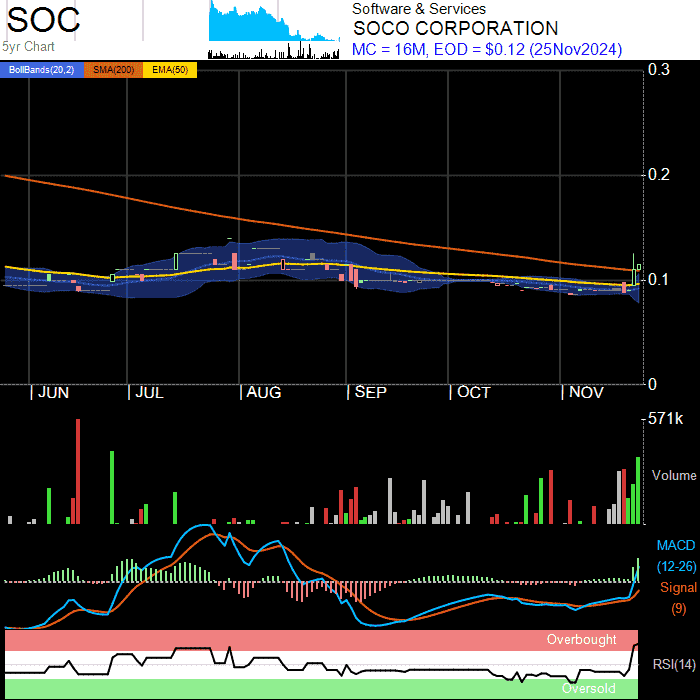 SOC
5yr Chart
Software & Services
SOCO CORPORATION
MC = 16M, EOD = $0.12 (25Nov2024)
BollBands(20,2) SMA(200) EMA(50)
0.3
0.2
0.1
0
JUN JUL AUG SEP OCT NOV
571k
Volume
MACD
(12-26)
Signal
(9)
Overbought
RSI(14)
Oversold